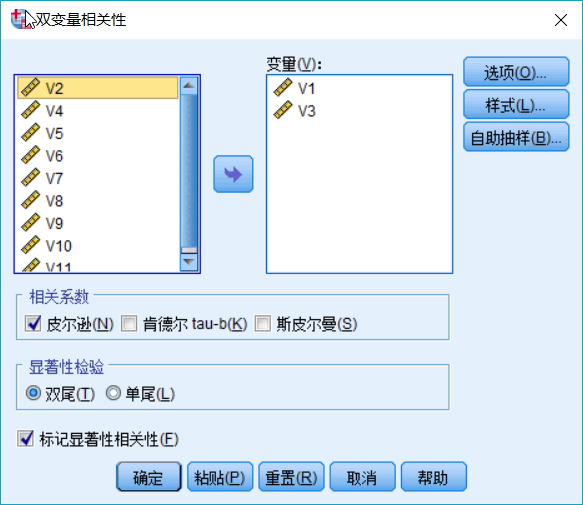 双变量相关性
变量(V):
V2
V4
V5
V6
V7
V8
V9
V10
V11
V1
V3
选项(O)...
样式(L)...
自助抽样(B)...
相关系数
皮尔逊(N) 肯德尔 tau-b(K) 斯皮尔曼(S)
显著性检验
双尾(T) 单尾(L)
标记显著性相关性(F)
确定 粘贴(P) 重置(R) 取消 帮助